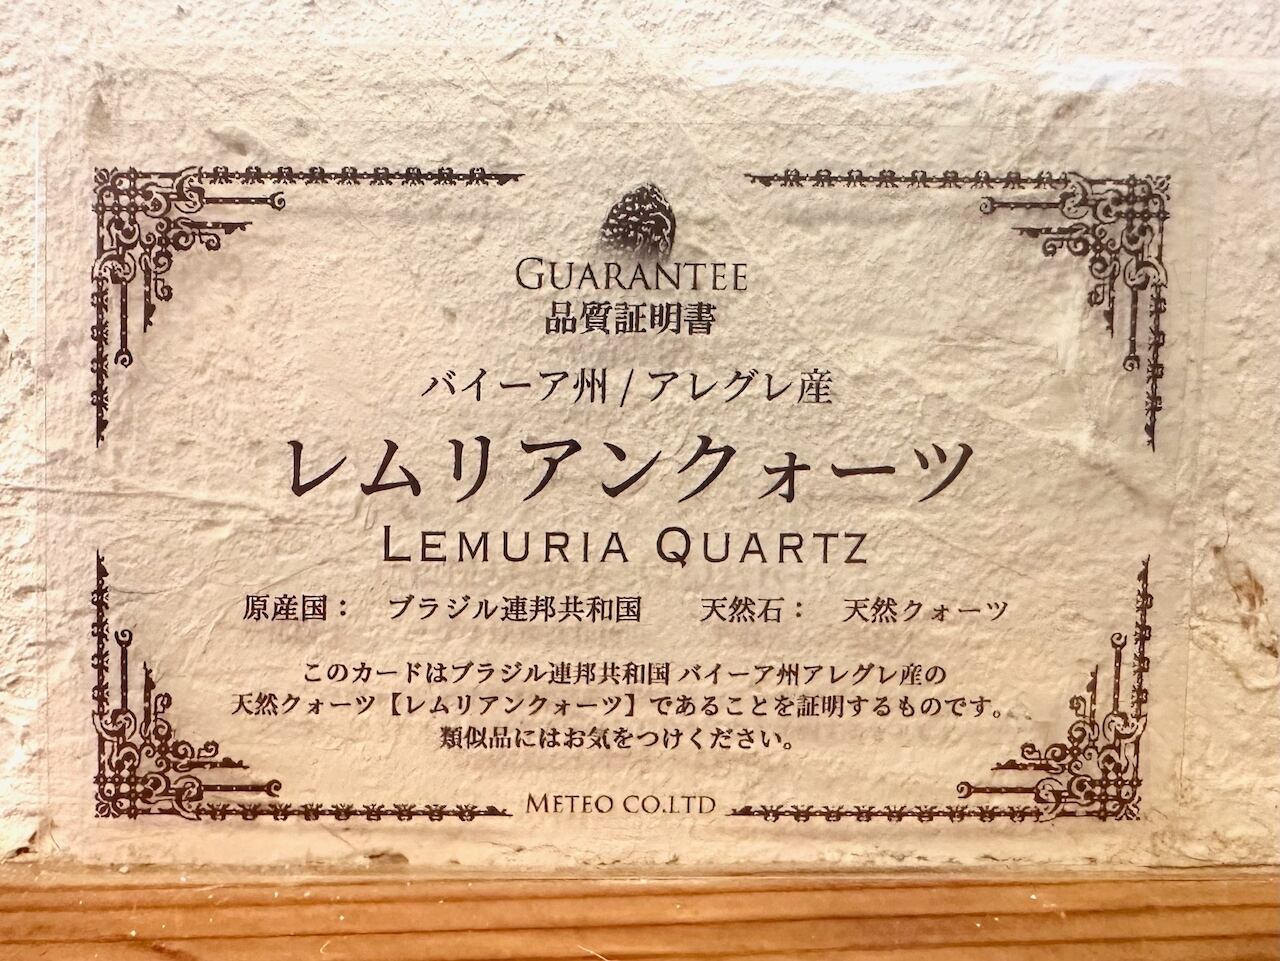 GUARANTEE
品質証明書
バイーア州 / アレグレ産
レムリアンクォーツ
LEMURIA QUARTZ
原産国： ブラジル連邦共和国 天然石： 天然クォーツ
このカードはブラジル連邦共和国 バイーア州アレグレ産の
天然クォーツ【レムリアンクォーツ】であることを証明するものです。
類似品にはお気をつけください。
METEO CO.LTD